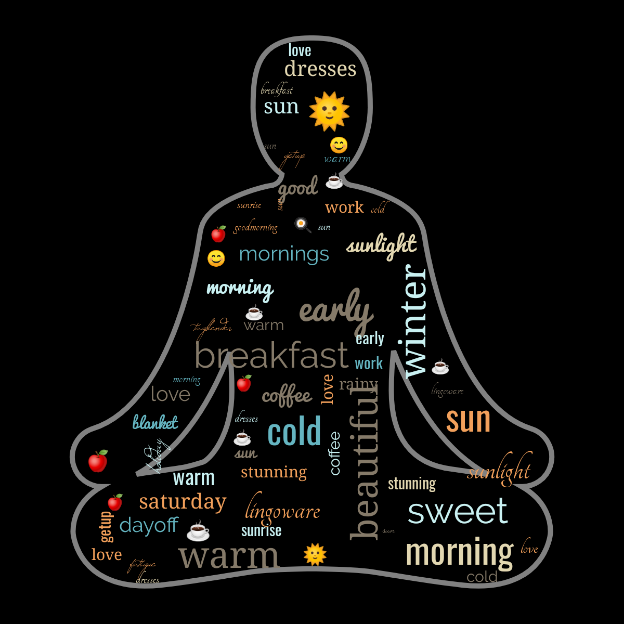 love
dresses
breakfast
sun
sun
getup
warm
good
sunrise
work
cold
goodmorning
sun
mornings
sunlight
morning
winter
early
warm
early
breakfast
work
morning
love
love
rainy
coffee
beautiful
lingoware
blanket
dresses
cold
sun
holiday
coffee
sun
sunlight
warm
stunning
stunning
saturday
lingoware
sweet
getup
dayoff
sunrise
love
warm
morning
love
dresses
cold